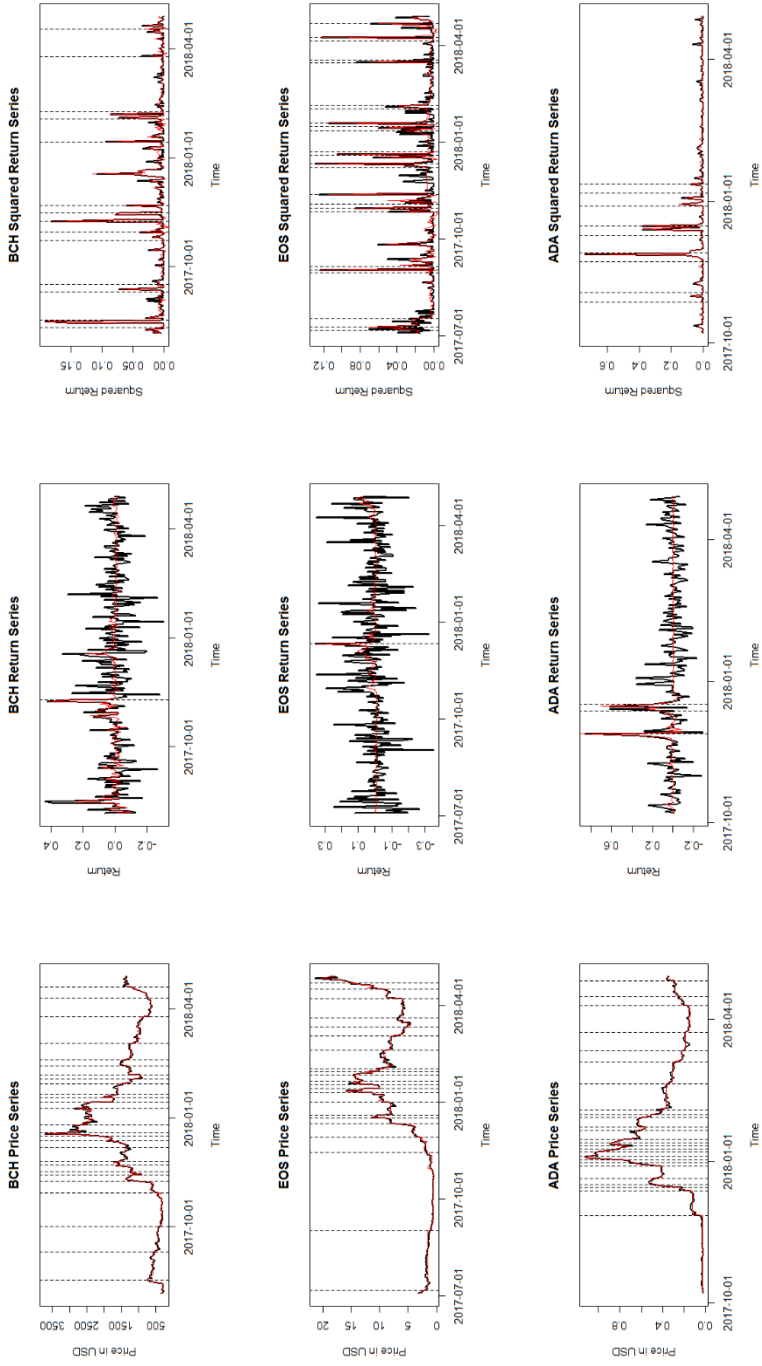 BCH Price Series
Price in USD
500 1500 2500 3500
2017-10-01 2018-01-01 2018-04-01
Time
BCH Return Series
Return
-0.2 0.0 0.2 0.4
2017-10-01 2018-01-01 2018-04-01
Time
BCH Squared Return Series
Squared Return
0.00 0.05 0.10 0.15
2017-10-01 2018-01-01 2018-04-01
Time
EOS Price Series
Price in USD
0 5 10 15 20
2017-07-01 2017-10-01 2018-01-01 2018-04-01
Time
EOS Return Series
Return
-0.3 -0.1 0.1 0.3
2017-07-01 2017-10-01 2018-01-01 2018-04-01
Time
EOS Squared Return Series
Squared Return
0.00 0.04 0.08 0.12
2017-07-01 2017-10-01 2018-01-01 2018-04-01
Time
ADA Price Series
Price in USD
0.0 0.4 0.8
2017-10-01 2018-01-01 2018-04-01
Time
ADA Return Series
Return
-0.2 0.2 0.6
2017-10-01 2018-01-01 2018-04-01
Time
ADA Squared Return Series
Squared Return
0.0 0.2 0.4 0.6
2017-10-01 2018-01-01 2018-04-01
Time